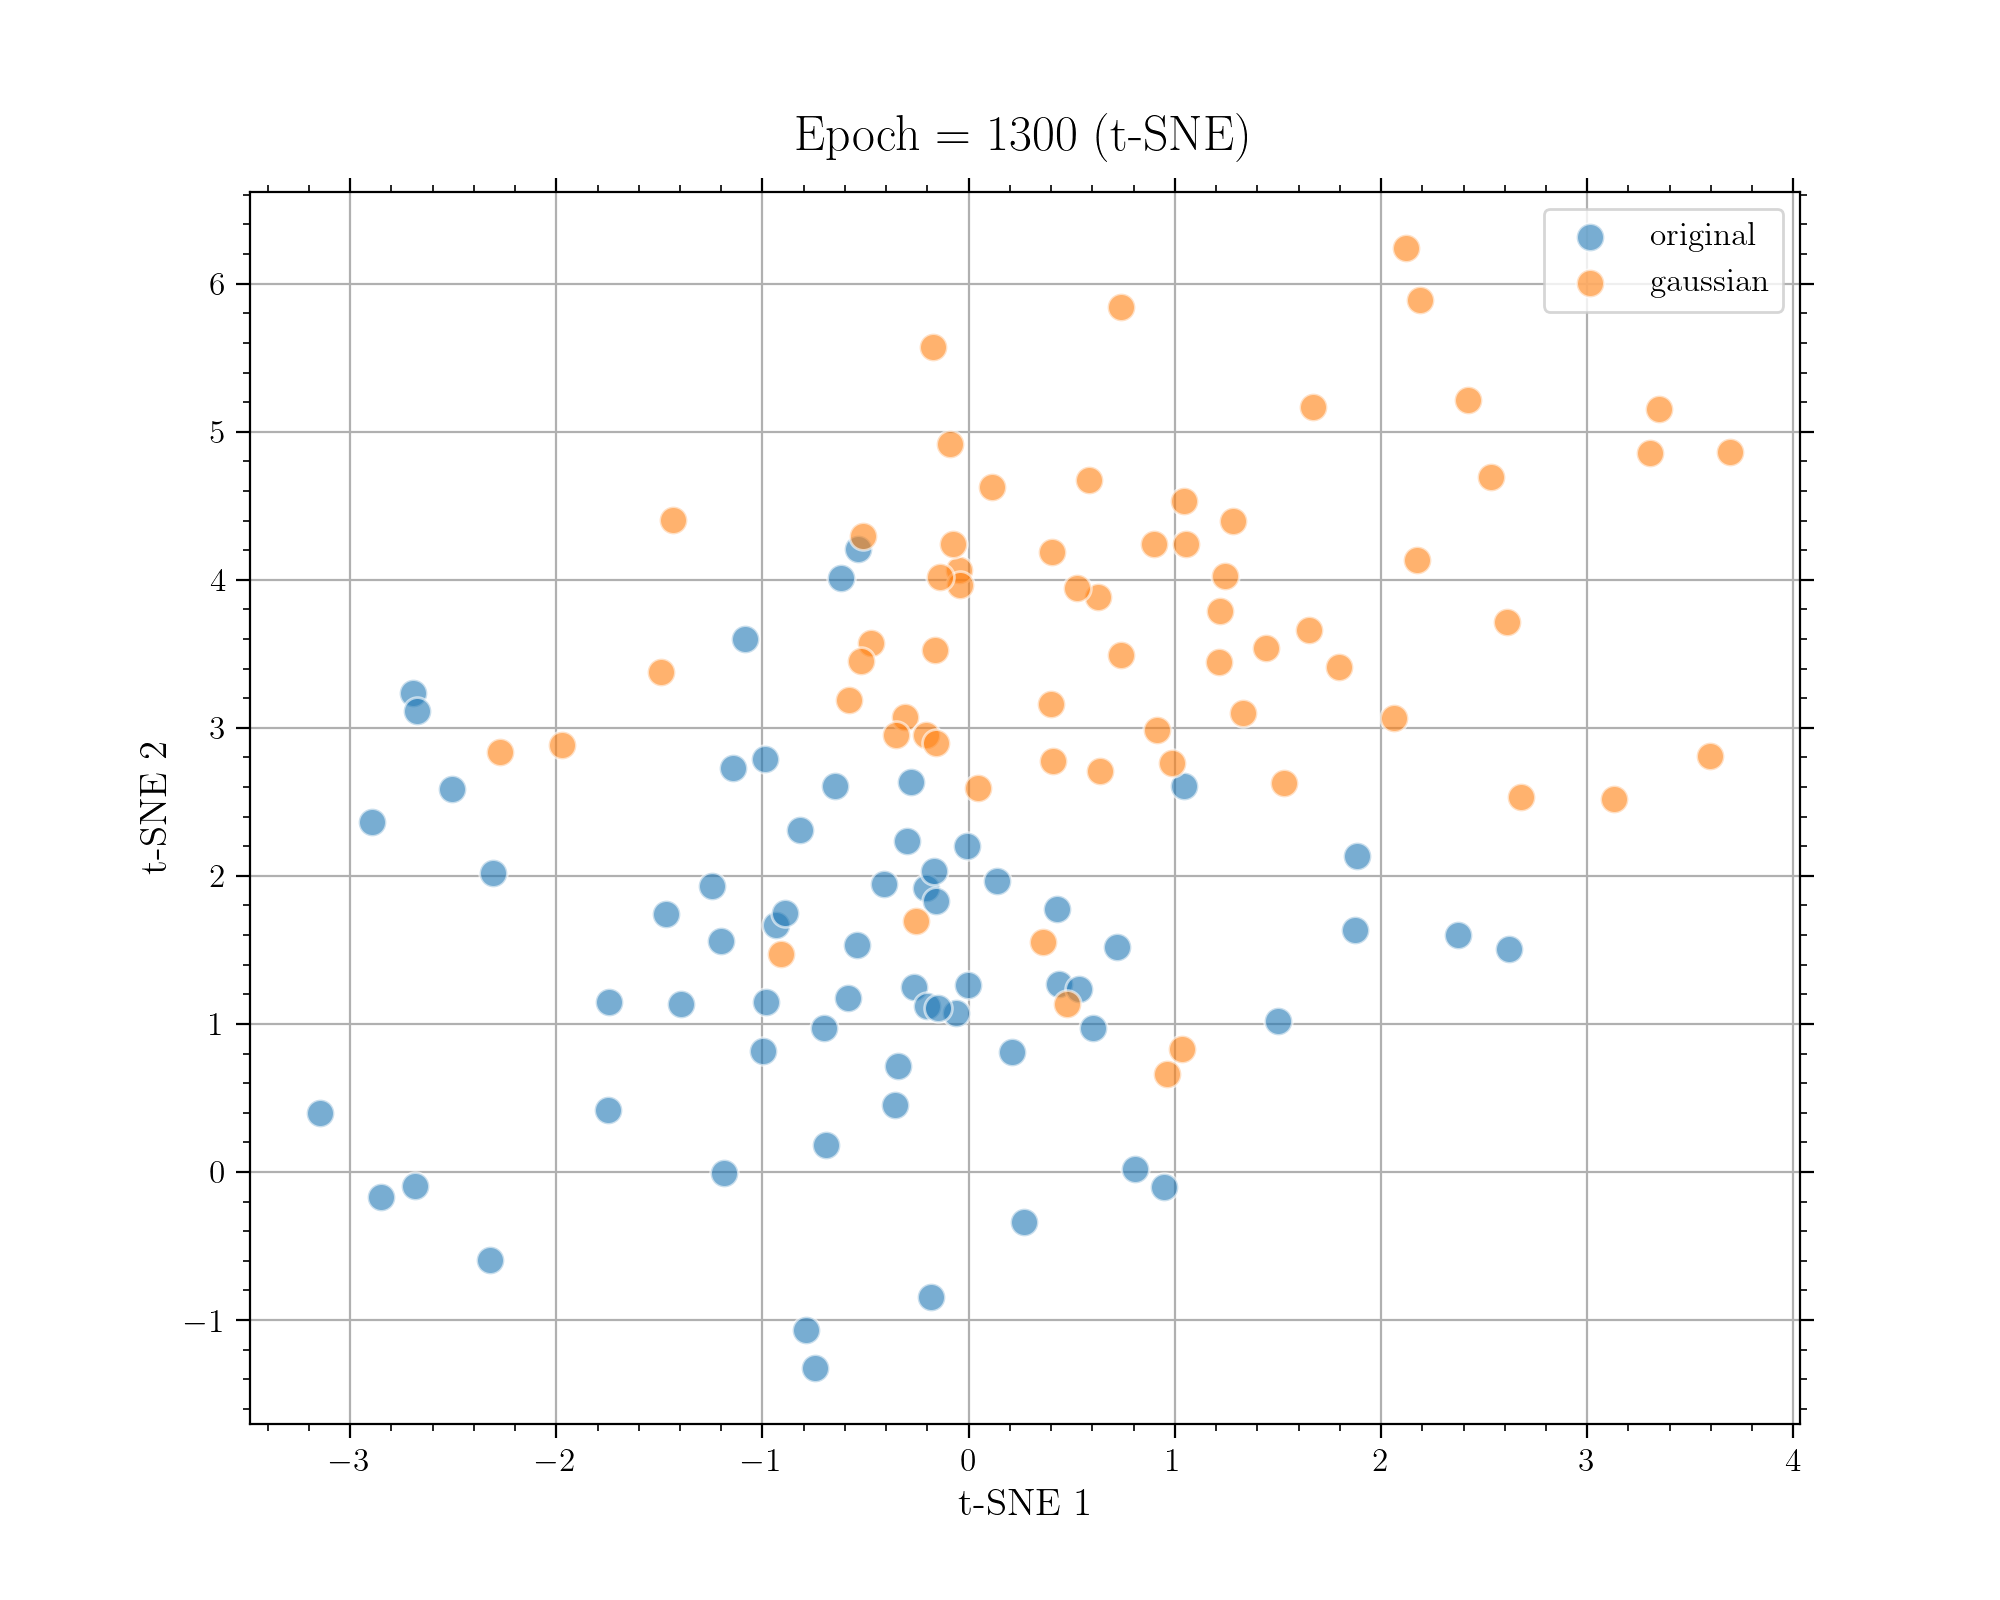 Epoch = 1300 (t-SNE)
original
gaussian
6
5
4
3
2
1
0
−1
t-SNE 2
−3 −2 −1 0 1 2 3 4
t-SNE 1